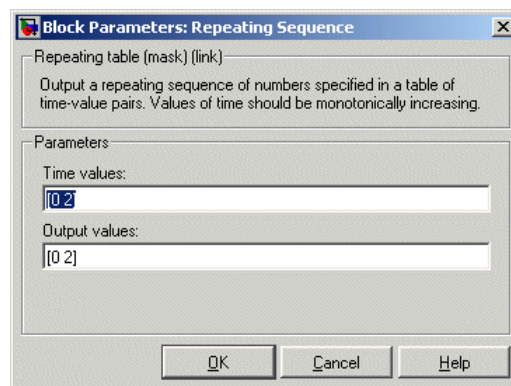 Block Parameters: Repeating Sequence
Repeating table (mask) (link)
Output a repeating sequence of numbers specified in a table of
time-value pairs. Values of time should be monotonically increasing.
Parameters
Time values:
[0 2]
Output values:
[0 2]
OK Cancel Help